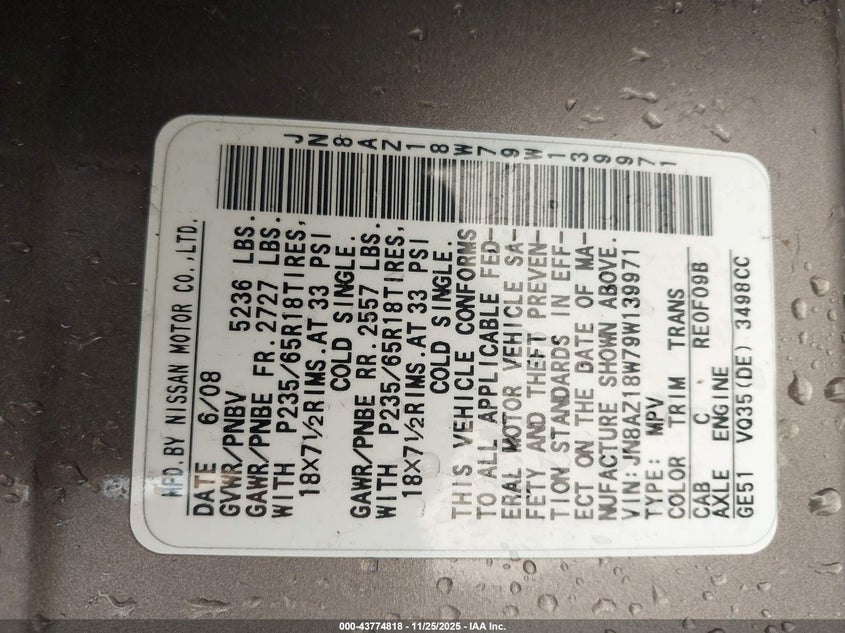 MFD.BY NISSAN MOTOR CO.,LTD.
DATE 6/08
GVWR/PNBV 5236 LBS.
GAWR/PNBE FR.2727 LBS.
WITH P235/65R18TIRES,
18×7½RIMS.AT 33 PSI
COLD SINGLE.
GAWR/PNBE RR.2557 LBS.
WITH P235/65R18TIRES,
18×7½RIMS.AT 33 PSI
COLD SINGLE.
THIS VEHICLE CONFORMS
TO ALL APPLICABLE FED-
ERAL MOTOR VEHICLE SA-
FETY AND THEFT PREVEN-
TION STANDARDS IN EFF-
ECT ON THE DATE OF MA-
NUFACTURE SHOWN ABOVE.
VIN:JN8AZ18W79W139971
TYPE: MPV
COLOR TRIM TRANS
CAB C RE0F09B
AXLE ENGINE
GE51 VQ35(DE) 3498CC
JN8AZ18W79W139971
000-43774818 - 11/25/2025 - IAA Inc.